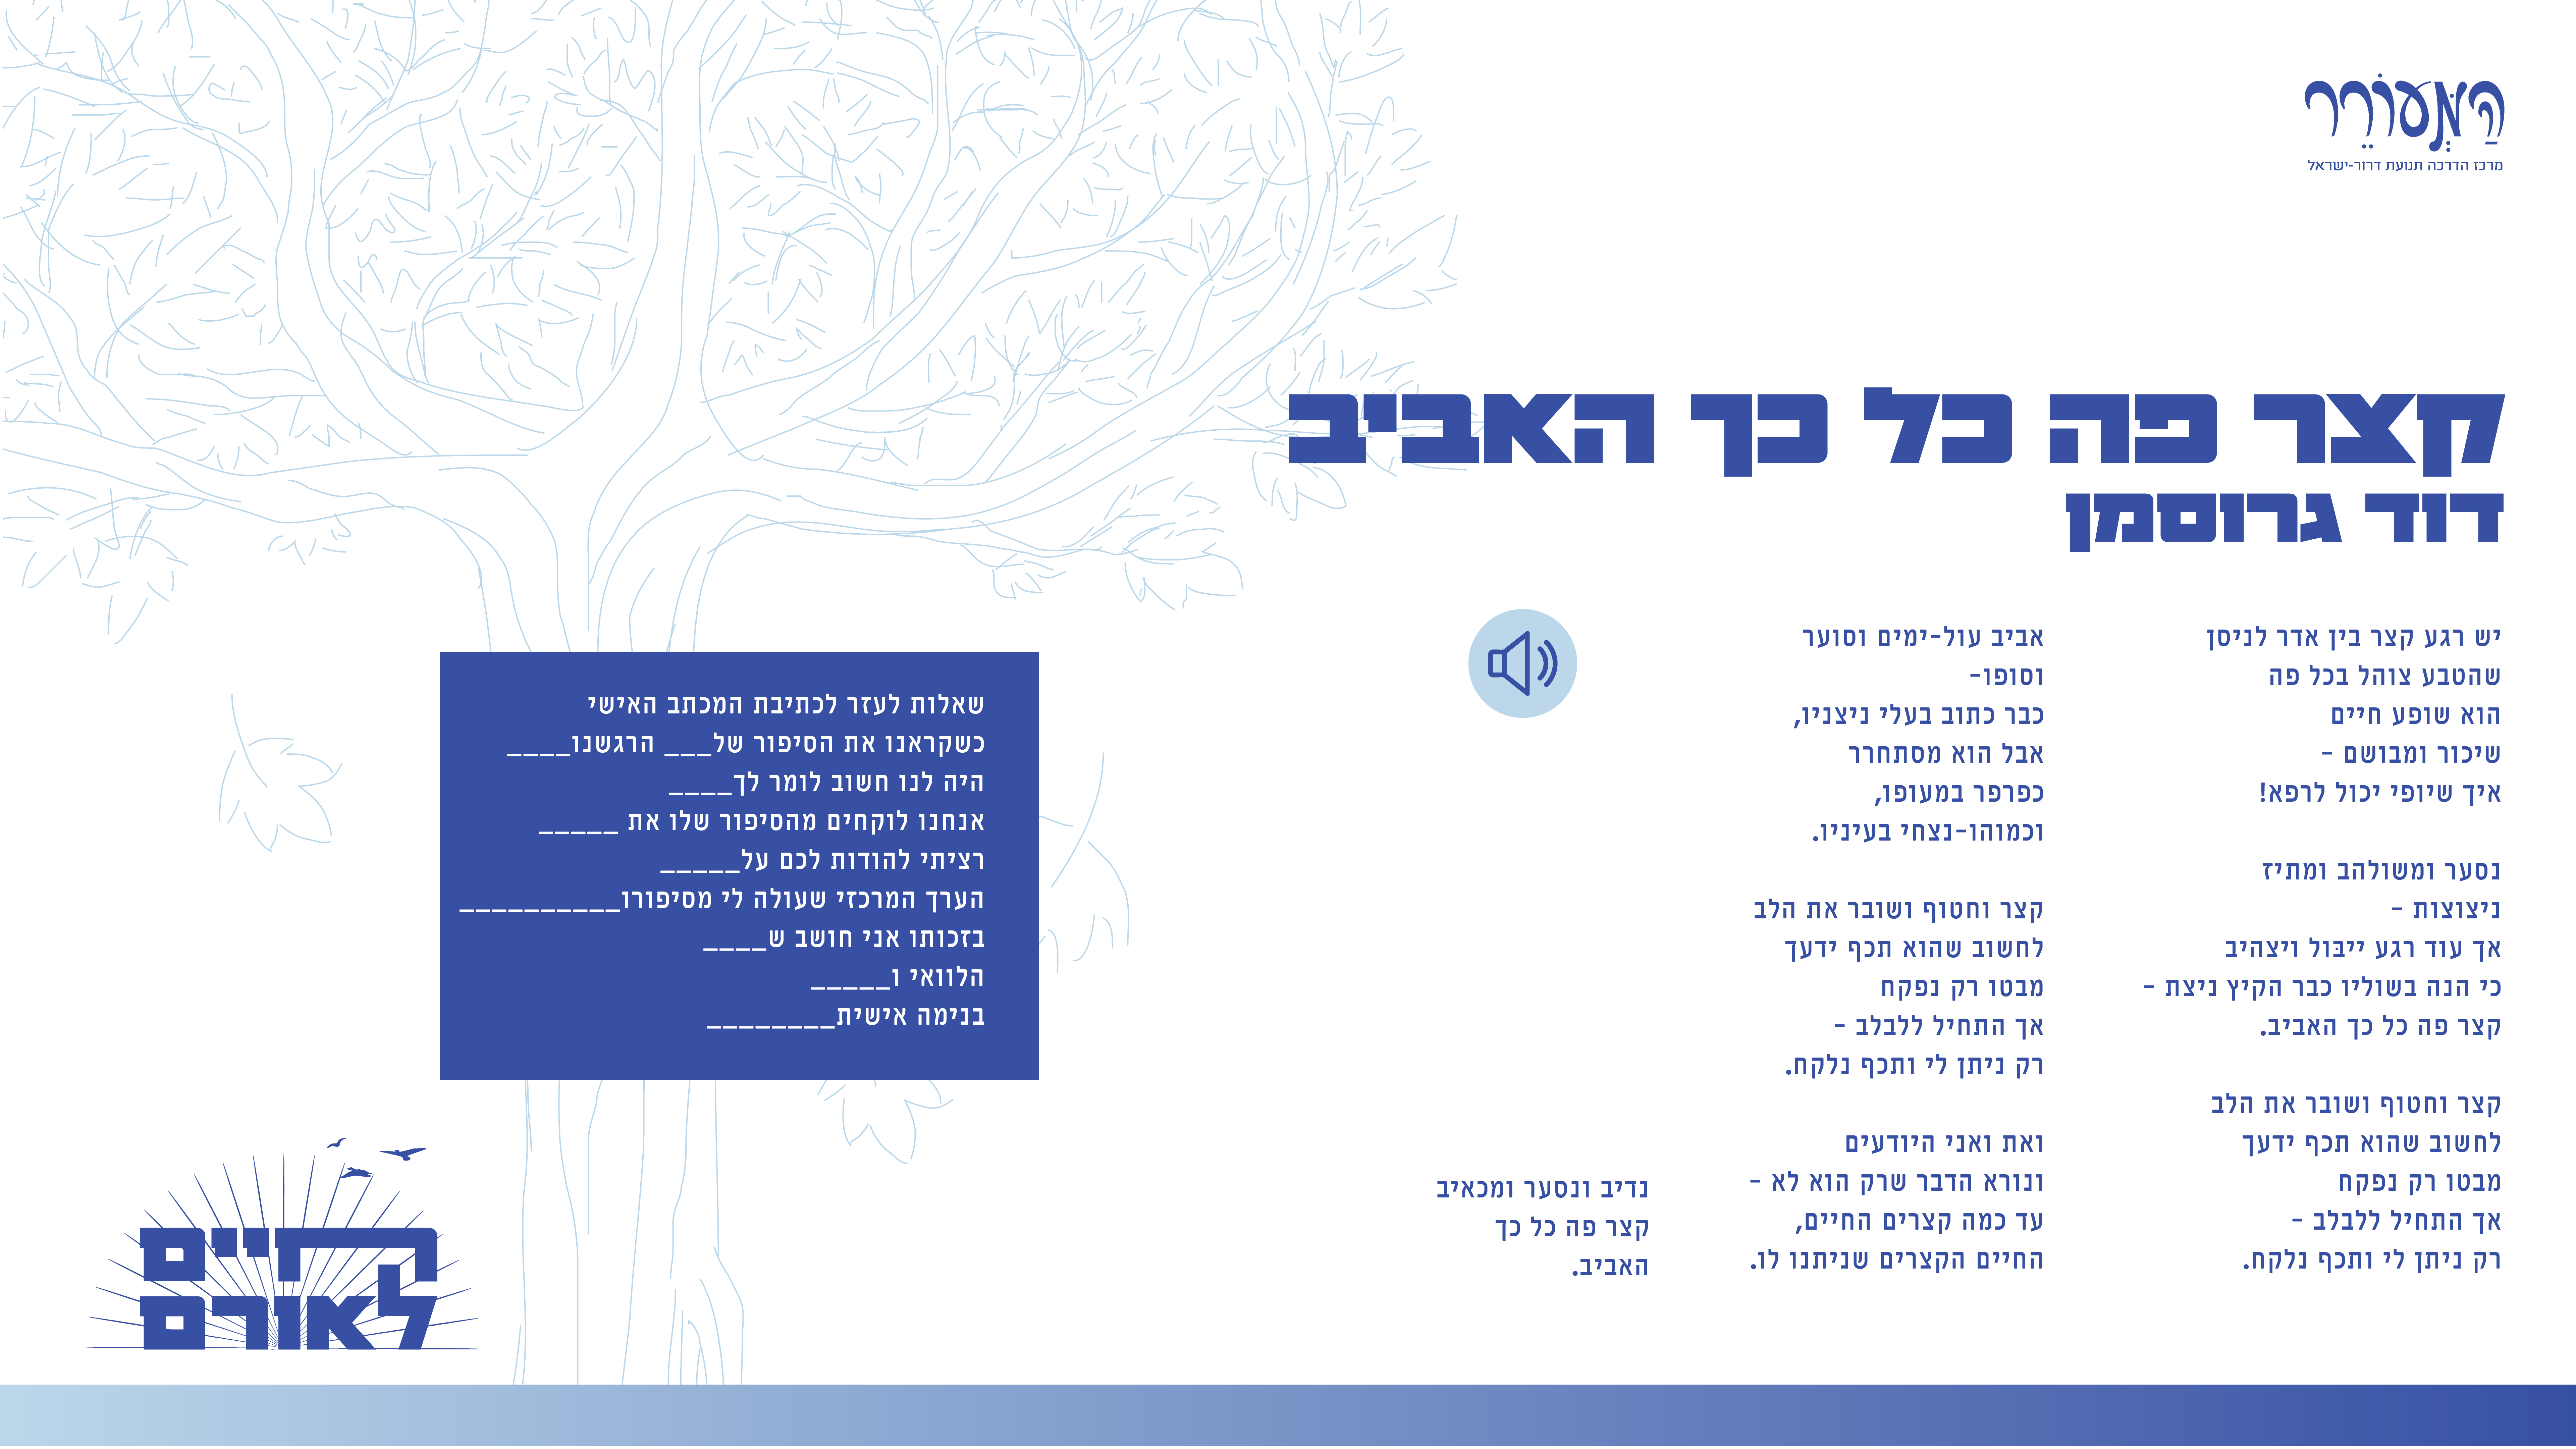 הַמְּעוֹרֵר
מרכז הדרכה תנועת דרור-ישראל
קצר פה כל כך האביב
דוד גרוסמן
יש רגע קצר בין אדר לניסן
שהטבע צוהל בכל פה
הוא שופע חיים
שיכור ומבושם -
איך שיופי יכול לרפא!
נסער ומשולהב ומתיז
ניצוצות -
אך עוד רגע ייבּול ויצהיב
כי הנה בשוליו כבר הקיץ ניצת -
קצר פה כל כך האביב.
קצר וחטוף ושובר את הלב
לחשוב שהוא תכף ידעך
מבטו רק נפקח
אך התחיל ללבלב -
רק ניתן לי ותכף נלקח.
אביב עול-ימים וסוער
וסופו-
כבר כתוב בעלי ניצניו,
אבל הוא מסתחרר
כפרפר במעופו,
וכמוהו-נצחי בעיניו.
קצר וחטוף ושובר את הלב
לחשוב שהוא תכף ידעך
מבטו רק נפקח
אך התחיל ללבלב -
רק ניתן לי ותכף נלקח.
ואת ואני היודעים
ונורא הדבר שרק הוא לא -
עד כמה קצרים החיים,
החיים הקצרים שניתנו לו.
נדיב ונסער ומכאיב
קצר פה כל כך
האביב.
שאלות לעזר לכתיבת המכתב האישי
כשקראנו את הסיפור של___ הרגשנו____
היה לנו חשוב לומר לך____
אנחנו לוקחים מהסיפור שלו את _____
רציתי להודות לכם על_____
הערך המרכזי שעולה לי מסיפורו__________
בזכותו אני חושב ש____
הלוואי ו_____
בנימה אישית________
החיים
לאורם